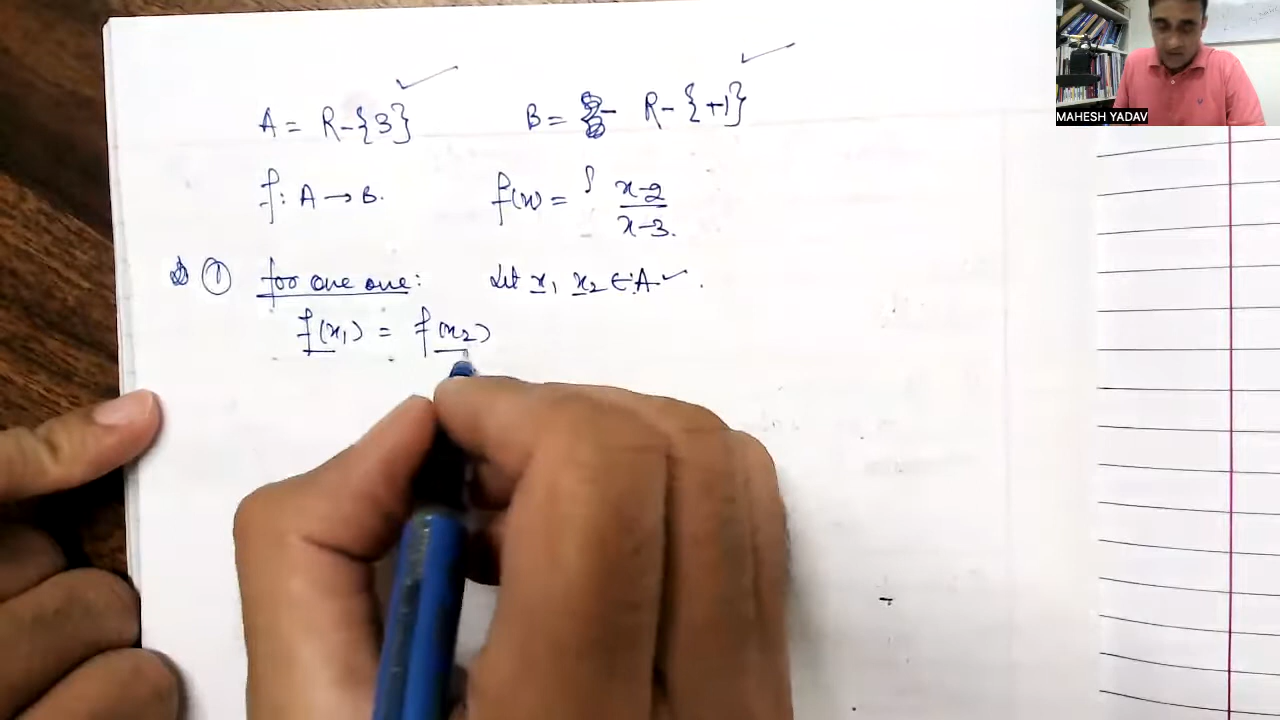 A = R-{3} B = R-{+1}
f: A → B. f(x) = x-2/x-3.
① for one one: Let x₁, x₂ ∈ A ✓.
f(x₁) = f(x₂)
MAHESH YADAV